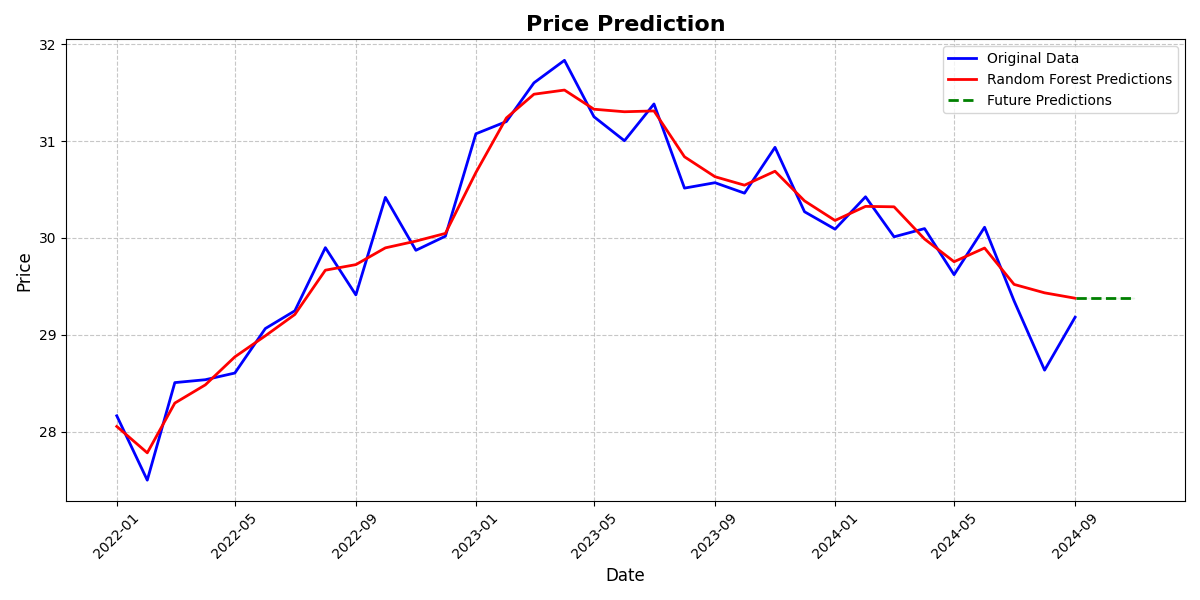 Price Prediction
Original Data
Random Forest Predictions
Future Predictions
Price
32
31
30
29
28
2022-01
2022-05
2022-09
2023-01
2023-05
2023-09
2024-01
2024-05
2024-09
Date